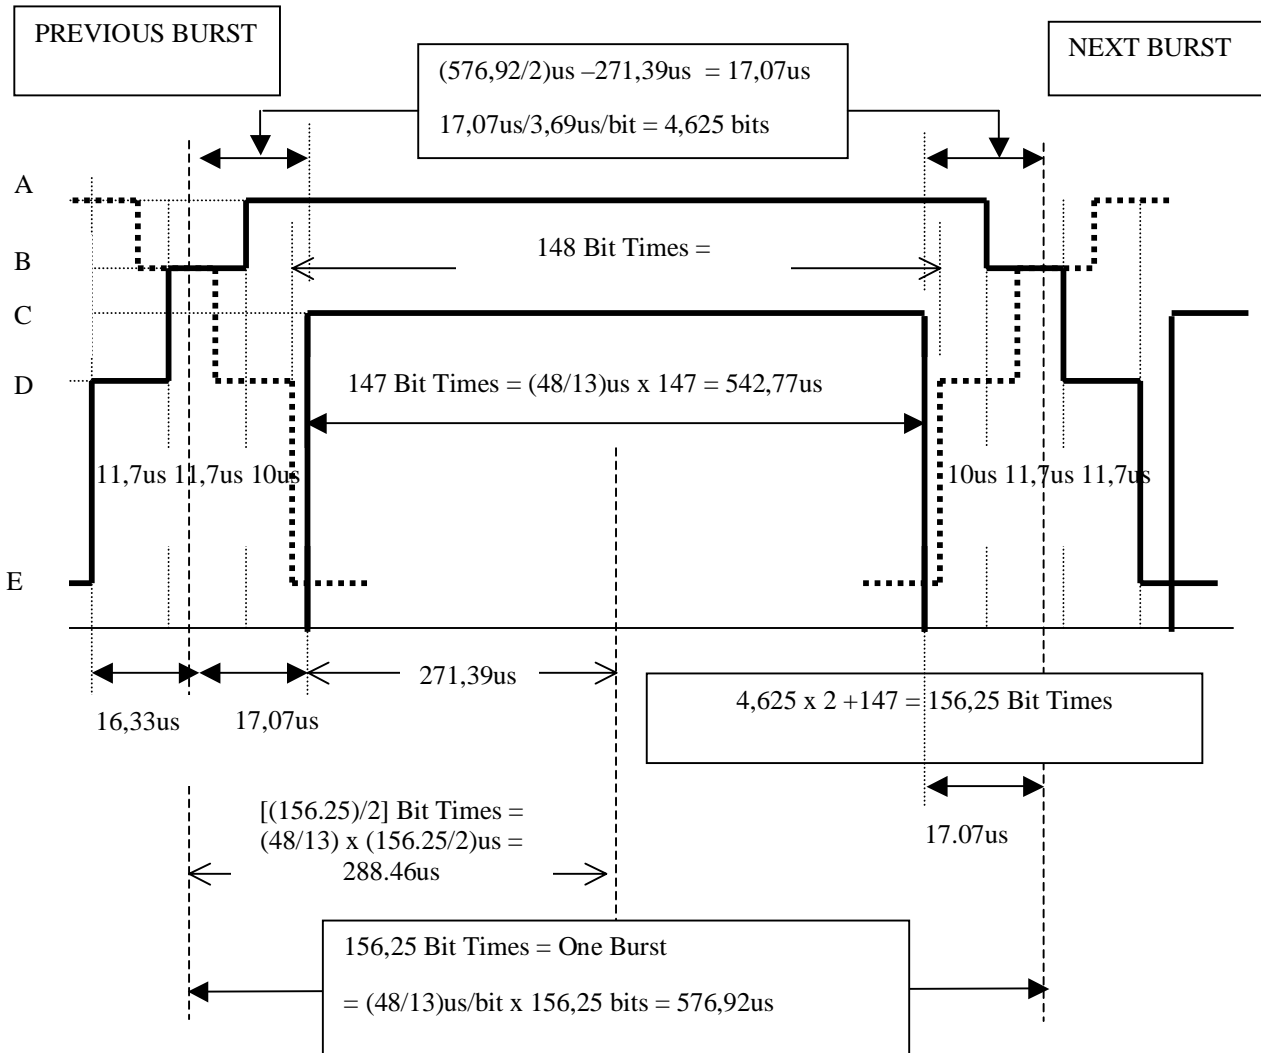 PREVIOUS BURST
NEXT BURST
(576,92/2)us –271,39us = 17,07us
17,07us/3,69us/bit = 4,625 bits
A
B
148 Bit Times =
C
D
147 Bit Times = (48/13)us x 147 = 542,77us
11,7us 11,7us 10us
10us 11,7us 11,7us
E
271,39us
16,33us
17,07us
4,625 x 2 +147 = 156,25 Bit Times
[(156.25)/2] Bit Times =
(48/13) x (156.25/2)us =
288.46us
17.07us
156,25 Bit Times = One Burst
= (48/13)us/bit x 156,25 bits = 576,92us